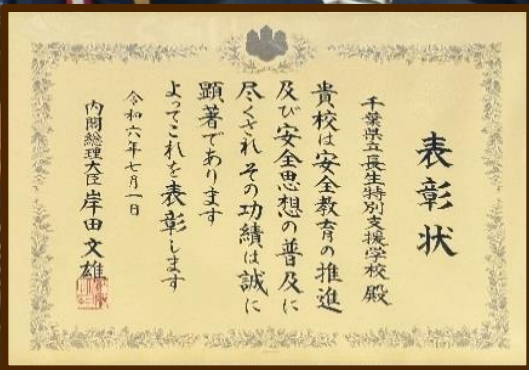 表彰状
千葉県立長生特別支援学校 殿
貴校は安全教育の推進
及び安全思想の普及に
尽くされ その功績は誠に
顕著であります
よってこれを表彰します
令和六年七月一日
内閣総理大臣 岸田 文雄